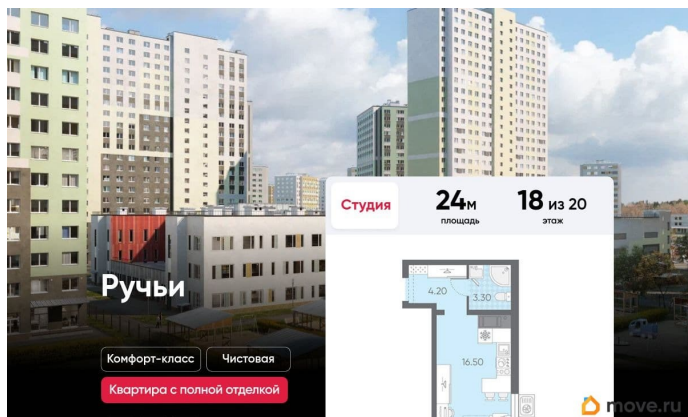 Студия
24м
площадь
18 из 20
этаж
4.20
3.30
16.50
Ручьи
Комфорт-класс
Чистовая
Квартира с полной отделкой
move.ru